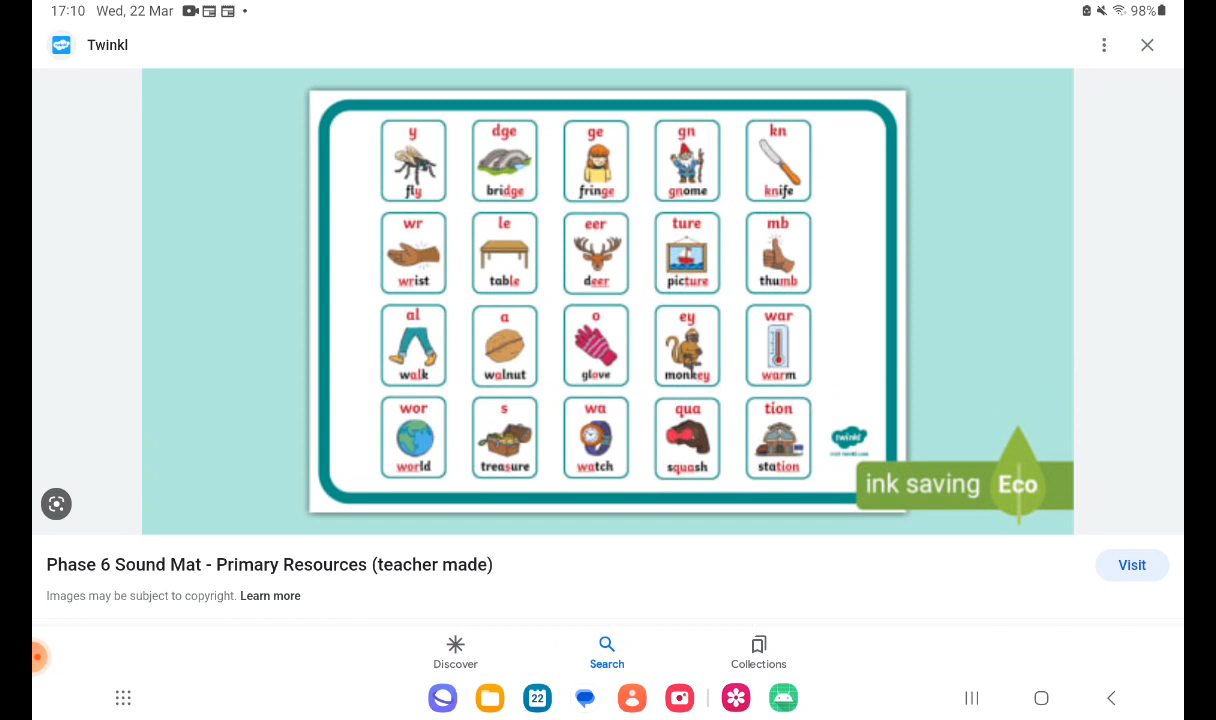 17:10 Wed, 22 Mar
98%
Twinkl
y dge ge gn kn
fly bridge fringe gnome knife
wr le eer ture mb
wrist table deer picture thumb
al a o ey war
walk walnut glove monkey warm
wor s wa qua tion
world treasure watch squash station
twinkl
ink saving Eco
Phase 6 Sound Mat - Primary Resources (teacher made)
Visit
Images may be subject to copyright. Learn more
Discover Search Collections
22